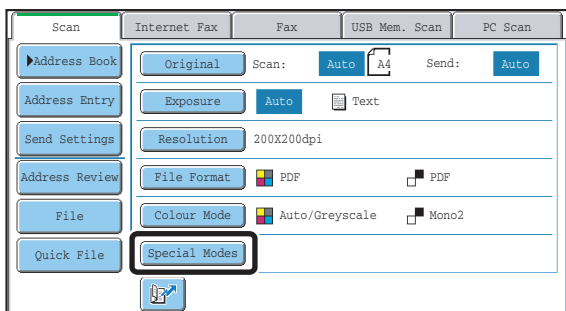 Scan Internet Fax Fax USB Mem. Scan PC Scan
Address Book Original Scan: Auto A4 Send: Auto
Address Entry Exposure Auto Text
Send Settings Resolution 200X200dpi
Address Review File Format PDF PDF
File Colour Mode Auto/Greyscale Mono2
Quick File Special Modes